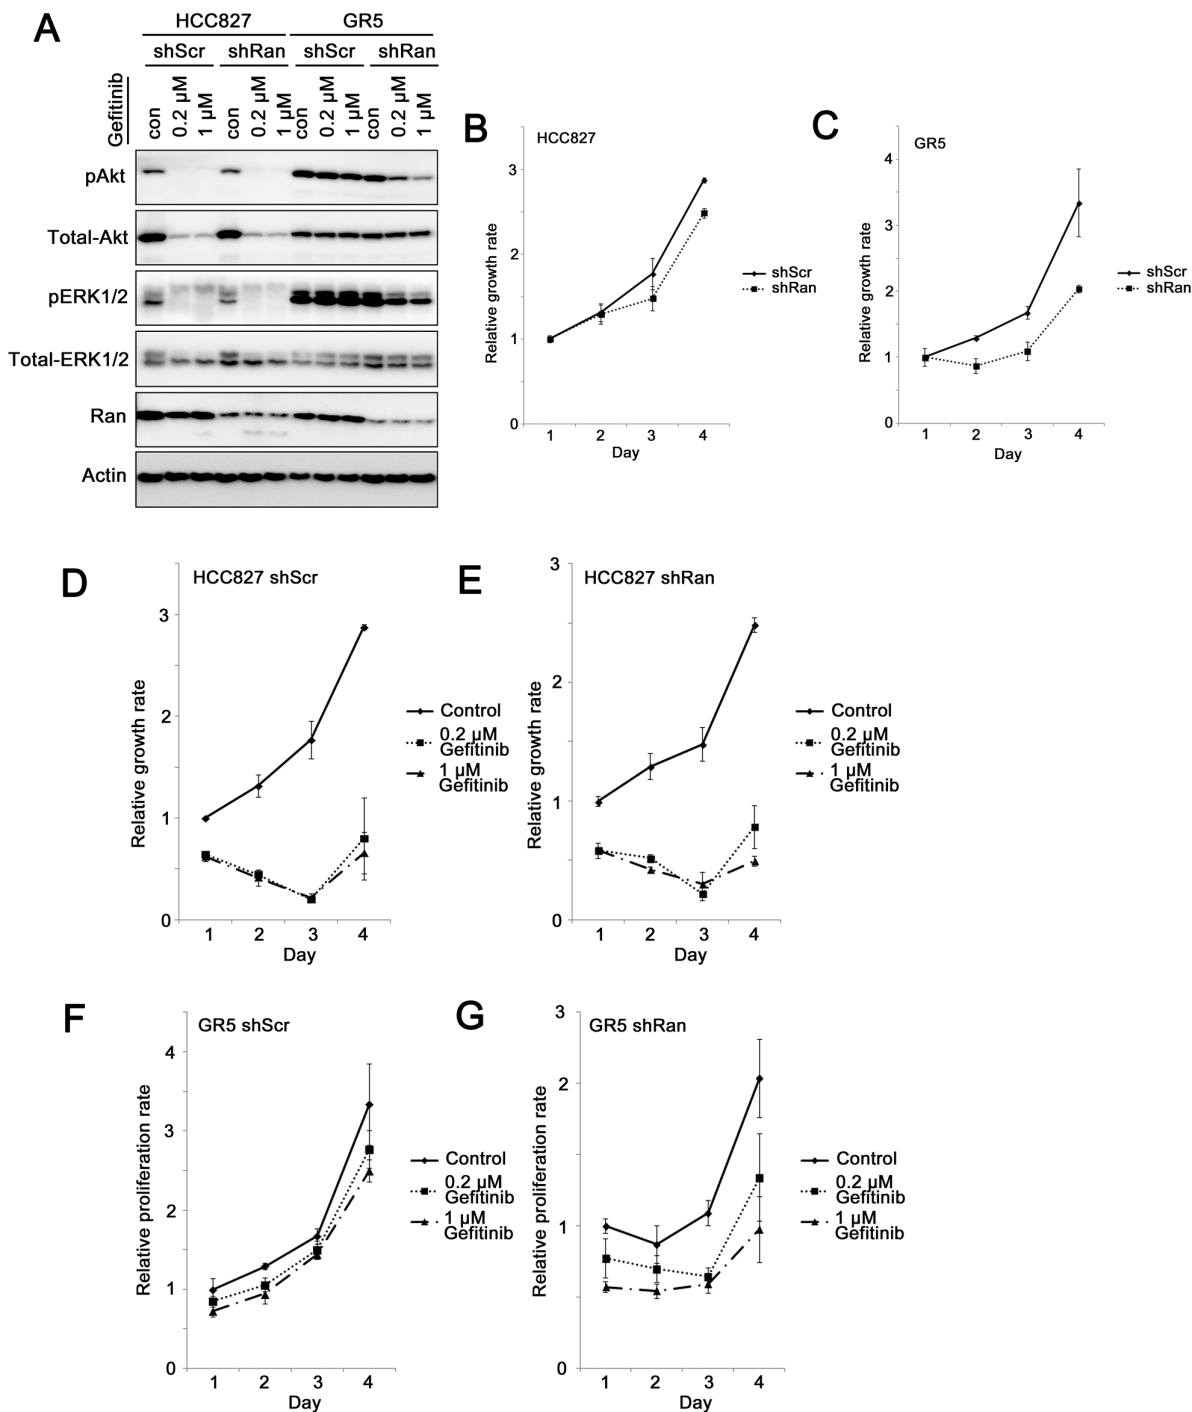 A
HCC827 GR5
shScr shRan shScr shRan
Gefitinib
con 0.2 µM 1 µM con 0.2 µM 1 µM con 0.2 µM 1 µM con 0.2 µM 1 µM
pAkt
Total-Akt
pERK1/2
Total-ERK1/2
Ran
Actin
B
HCC827
Relative growth rate
3
2
1
0
1 2 3 4
Day
shScr
shRan
C
GR5
Relative growth rate
4
3
2
1
0
1 2 3 4
Day
shScr
shRan
D
HCC827 shScr
Relative growth rate
3
2
1
0
1 2 3 4
Day
Control
0.2 µM
Gefitinib
1 µM
Gefitinib
E
HCC827 shRan
Relative growth rate
3
2
1
0
1 2 3 4
Day
Control
0.2 µM
Gefitinib
1 µM
Gefitinib
F
GR5 shScr
Relative proliferation rate
4
3
2
1
0
1 2 3 4
Day
Control
0.2 µM
Gefitinib
1 µM
Gefitinib
G
GR5 shRan
Relative proliferation rate
3
2
1
0
1 2 3 4
Day
Control
0.2 µM
Gefitinib
1 µM
Gefitinib